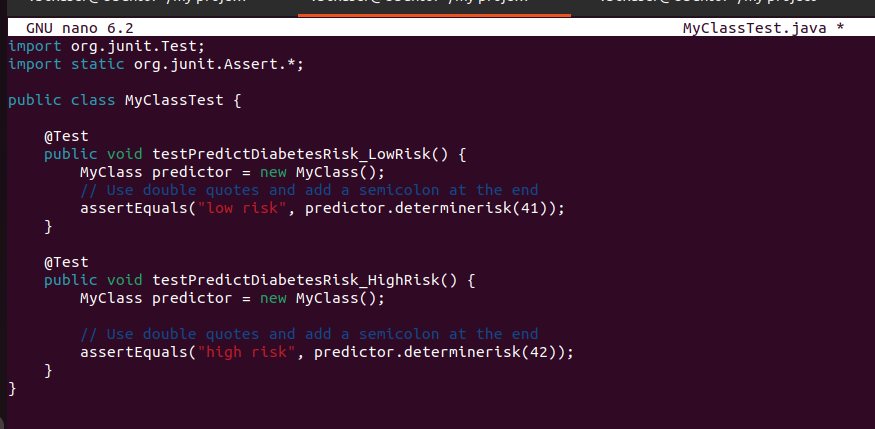 GNU nano 6.2 MyClassTest.java *
import org.junit.Test;
import static org.junit.Assert.*;
public class MyClassTest {
@Test
public void testPredictDiabetesRisk_LowRisk() {
MyClass predictor = new MyClass();
// Use double quotes and add a semicolon at the end
assertEquals("low risk", predictor.determinerisk(41));
}
@Test
public void testPredictDiabetesRisk_HighRisk() {
MyClass predictor = new MyClass();
// Use double quotes and add a semicolon at the end
assertEquals("high risk", predictor.determinerisk(42));
}
}